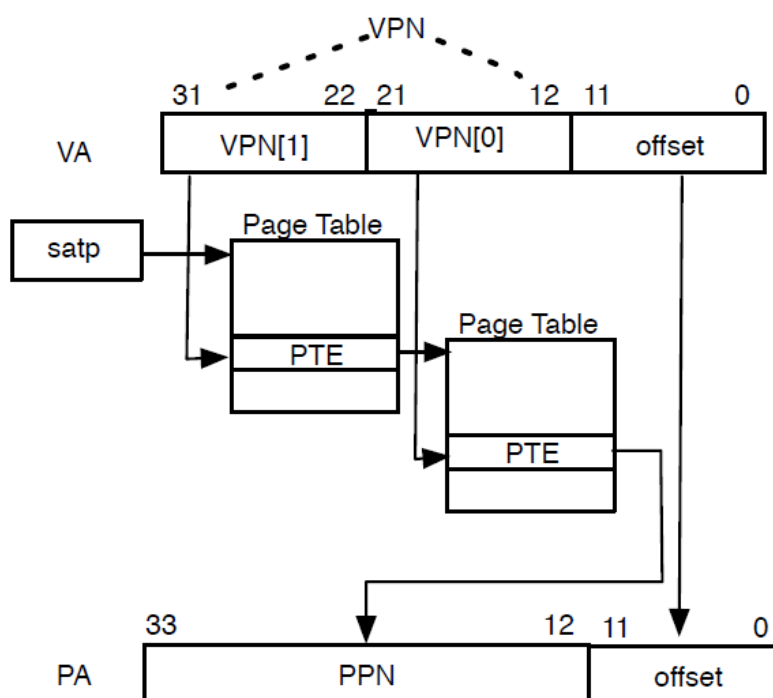 VPN
31 22 21 12 11 0
VA VPN[1] VPN[0] offset
satp
Page Table
PTE
Page Table
PTE
33 12 11 0
PA PPN offset